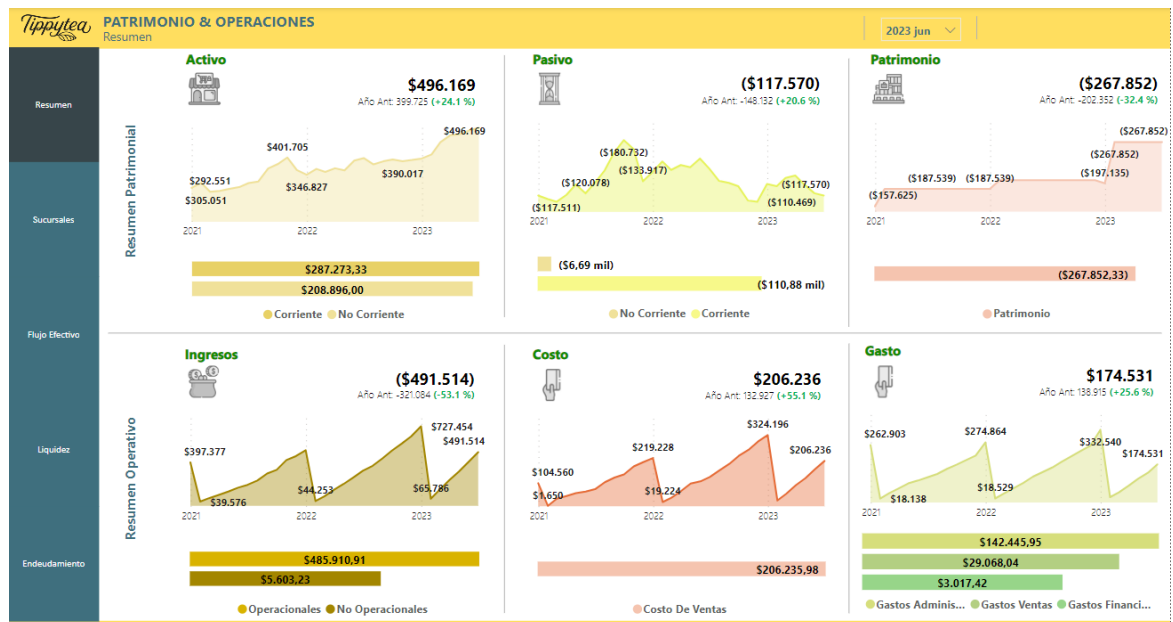 Tippytea
PATRIMONIO & OPERACIONES
Resumen
2023 jun
Resumen
Sucursales
Flujo Efectivo
Liquidez
Endeudamiento
Resumen Patrimonial
Activo
$496.169
Año Ant: 399.725 (+24.1 %)
$292.551
$305.051
$401.705
$346.827
$390.017
$496.169
2021 2022 2023
$287.273,33
$208.896,00
Corriente No Corriente
Pasivo
($117.570)
Año Ant: -148.132 (+20.6 %)
($117.511)
($120.078)
($180.732)
($133.917)
($117.570)
($110.469)
2021 2022 2023
($6,69 mil)
($110,88 mil)
No Corriente Corriente
Patrimonio
($267.852)
Año Ant: -202.352 (-32.4 %)
($157.625)
($187.539)
($187.539)
($197.135)
($267.852)
($267.852)
2021 2022 2023
($267.852,33)
Patrimonio
Resumen Operativo
Ingresos
($491.514)
Año Ant: -321.084 (-53.1 %)
$397.377
$39.576
$44.253
$727.454
$65.786
$491.514
2021 2022 2023
$485.910,91
$5.603,23
Operacionales No Operacionales
Costo
$206.236
Año Ant: 132.927 (+55.1 %)
$104.560
$1.650
$219.228
$19.224
$324.196
$206.236
2021 2022 2023
$206.235,98
Costo De Ventas
Gasto
$174.531
Año Ant: 138.915 (+25.6 %)
$262.903
$18.138
$274.864
$18.529
$332.540
$174.531
2021 2022 2023
$142.445,95
$29.068,04
$3.017,42
Gastos Adminis... Gastos Ventas Gastos Financi...